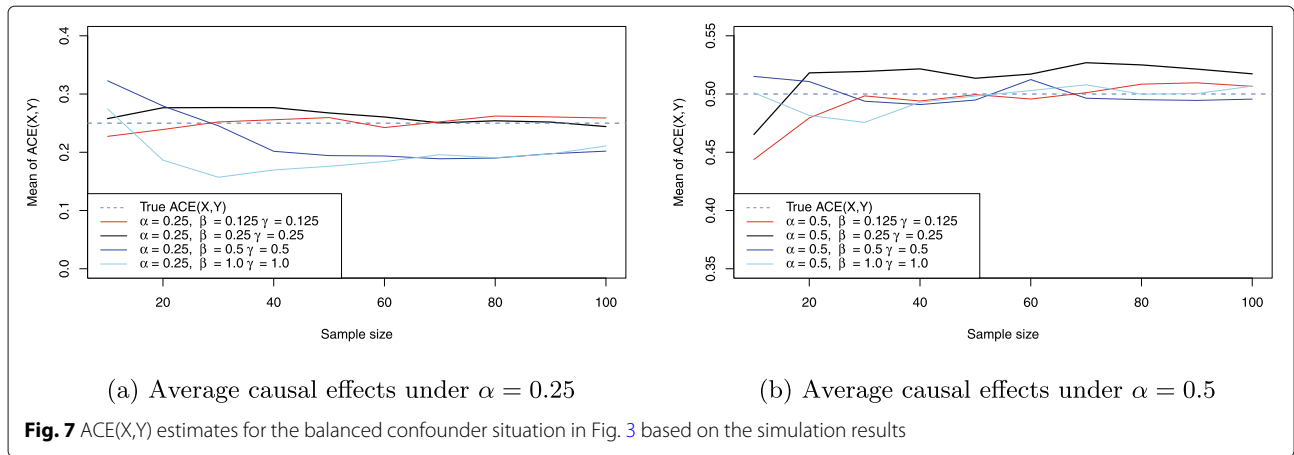 0.4
0.3
0.2
0.1
0.0
Mean of ACE(X,Y)
True ACE(X,Y)
α = 0.25, β = 0.125 γ = 0.125
α = 0.25, β = 0.25 γ = 0.25
α = 0.25, β = 0.5 γ = 0.5
α = 0.25, β = 1.0 γ = 1.0
20 40 60 80 100
Sample size
(a) Average causal effects under α = 0.25
0.55
0.50
0.45
0.40
0.35
Mean of ACE(X,Y)
True ACE(X,Y)
α = 0.5, β = 0.125 γ = 0.125
α = 0.5, β = 0.25 γ = 0.25
α = 0.5, β = 0.5 γ = 0.5
α = 0.5, β = 1.0 γ = 1.0
20 40 60 80 100
Sample size
(b) Average causal effects under α = 0.5
Fig. 7 ACE(X,Y) estimates for the balanced confounder situation in Fig. 3 based on the simulation results